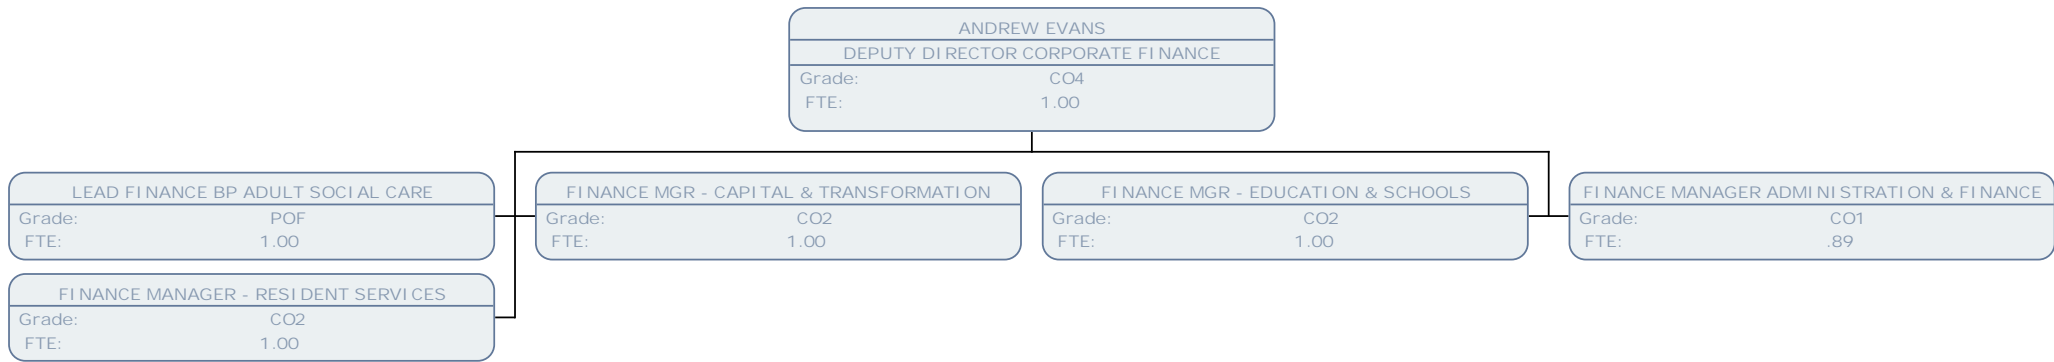 ANDREW EVANS
DEPUTY DIRECTOR CORPORATE FINANCE
Grade: CO4
FTE: 1.00
LEAD FINANCE BP ADULT SOCIAL CARE
Grade: POF
FTE: 1.00
FINANCE MGR - CAPITAL & TRANSFORMATION
Grade: CO2
FTE: 1.00
FINANCE MGR - EDUCATION & SCHOOLS
Grade: CO2
FTE: 1.00
FINANCE MANAGER ADMINISTRATION & FINANCE
Grade: CO1
FTE: .89
FINANCE MANAGER - RESIDENT SERVICES
Grade: CO2
FTE: 1.00